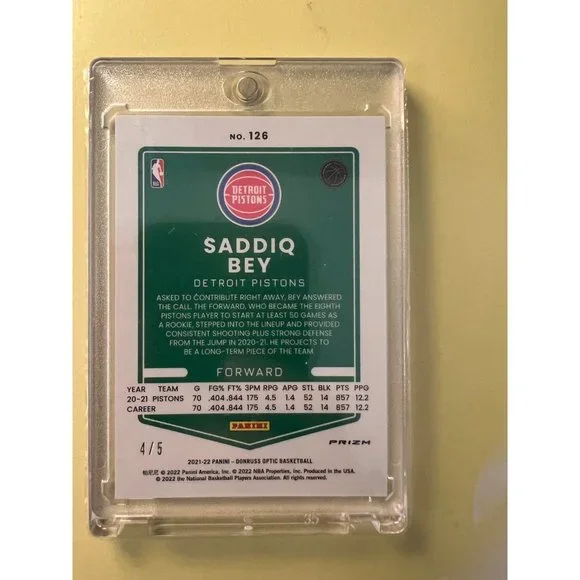 NO. 126
DETROIT
PISTONS
SADDIQ
BEY
DETROIT PISTONS
ASKED TO CONTRIBUTE RIGHT AWAY, BEY ANSWERED
THE CALL. THE FORWARD, WHO BECAME THE EIGHTH
PISTONS PLAYER TO START AT LEAST 50 GAMES AS
A ROOKIE, STEPPED INTO THE LINEUP AND PROVIDED
CONSISTENT SHOOTING PLUS STRONG DEFENSE
FROM THE JUMP IN 2020-21. HE PROJECTS TO
BE A LONG-TERM PIECE OF THE TEAM.
FORWARD
YEAR TEAM G FG% FT% 3PM RPG APG STL BLK PTS PPG
20-21 PISTONS 70 .404 .844 175 4.5 1.4 52 14 857 12.2
CAREER 70 .404 .844 175 4.5 1.4 52 14 857 12.2
PANINI
4/5
PRIZM
2021-22 PANINI - DONRUSS OPTIC BASKETBALL
帕尼尼 © 2022 Panini America, Inc. © 2022 NBA Properties, Inc. Produced in the USA.
© 2022 the National Basketball Players Association. All rights reserved.
35